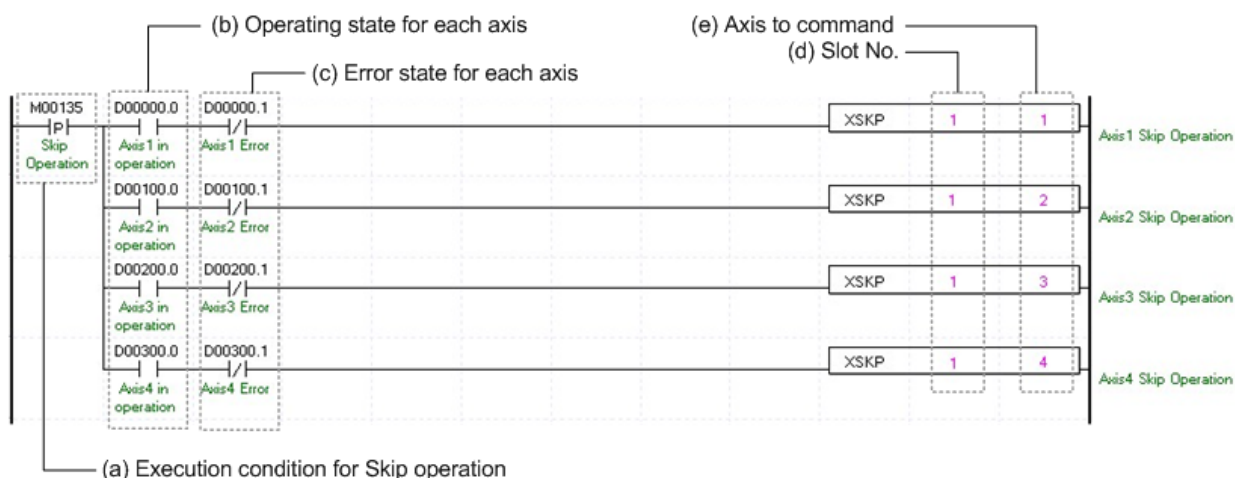 (b) Operating state for each axis
(e) Axis to command
(d) Slot No.
(c) Error state for each axis
M00135 D00000.0 D00000.1
P XSKP 1 1
Skip Operation
Axis1 in operation
Axis1 Error
Axis1 Skip Operation
D00100.0 D00100.1
XSKP 1 2
Axis2 in operation
Axis2 Error
Axis2 Skip Operation
D00200.0 D00200.1
XSKP 1 3
Axis3 in operation
Axis3 Error
Axis3 Skip Operation
D00300.0 D00300.1
XSKP 1 4
Axis4 in operation
Axis4 Error
Axis4 Skip Operation
(a) Execution condition for Skip operation